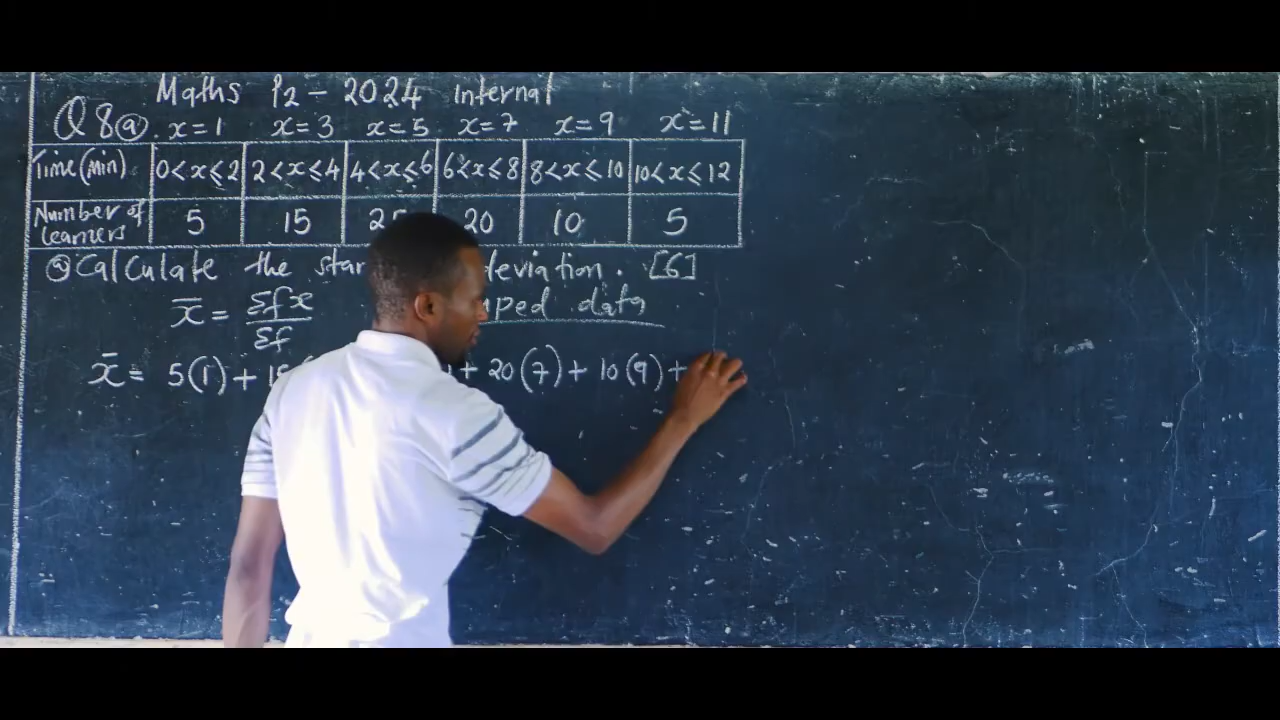 Maths P2 - 2024 internal
Q8(a). x=1 x=3 x=5 x=7 x=9 x=11
Time(Min) 0<x⩽2 2<x⩽4 4<x⩽6 6<x⩽8 8<x⩽10 10<x⩽12
Number of learners 5 15 20 10 5
(a) Calculate the deviation. [6]
x̄ = Σfx / Σf data
x̄ = 5(1) + + 20(7) + 10(9) +